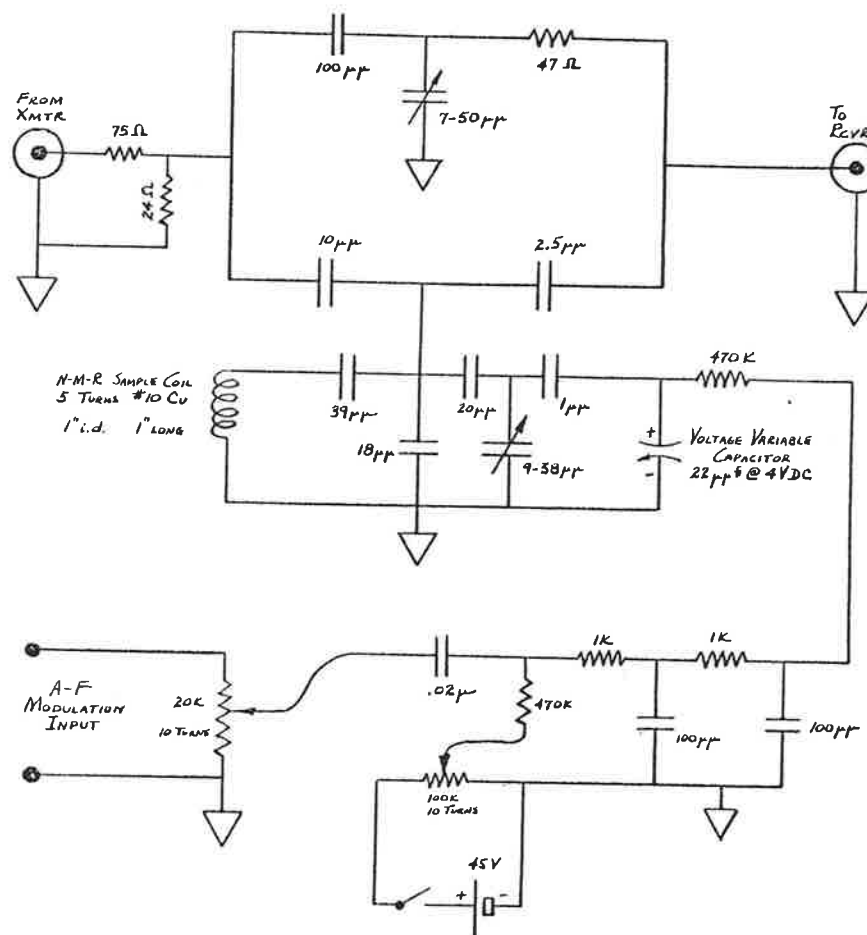 100μμ
47Ω
FROM
XMTR
75Ω
7-50μμ
TO
RCVR
24Ω
10μμ
2.5μμ
470K
N-M-R SAMPLE COIL
5 TURNS #10 CU
1" i.d. 1" LONG
39μμ
20μμ
1μμ
18μμ
9-38μμ
+
-
VOLTAGE VARIABLE
CAPACITOR
22μμf @ 4VDC
1K
1K
A-F
MODULATION
INPUT
20K
10 TURNS
.02μ
470K
100μμ
100μμ
100K
10 TURNS
45V
+
-